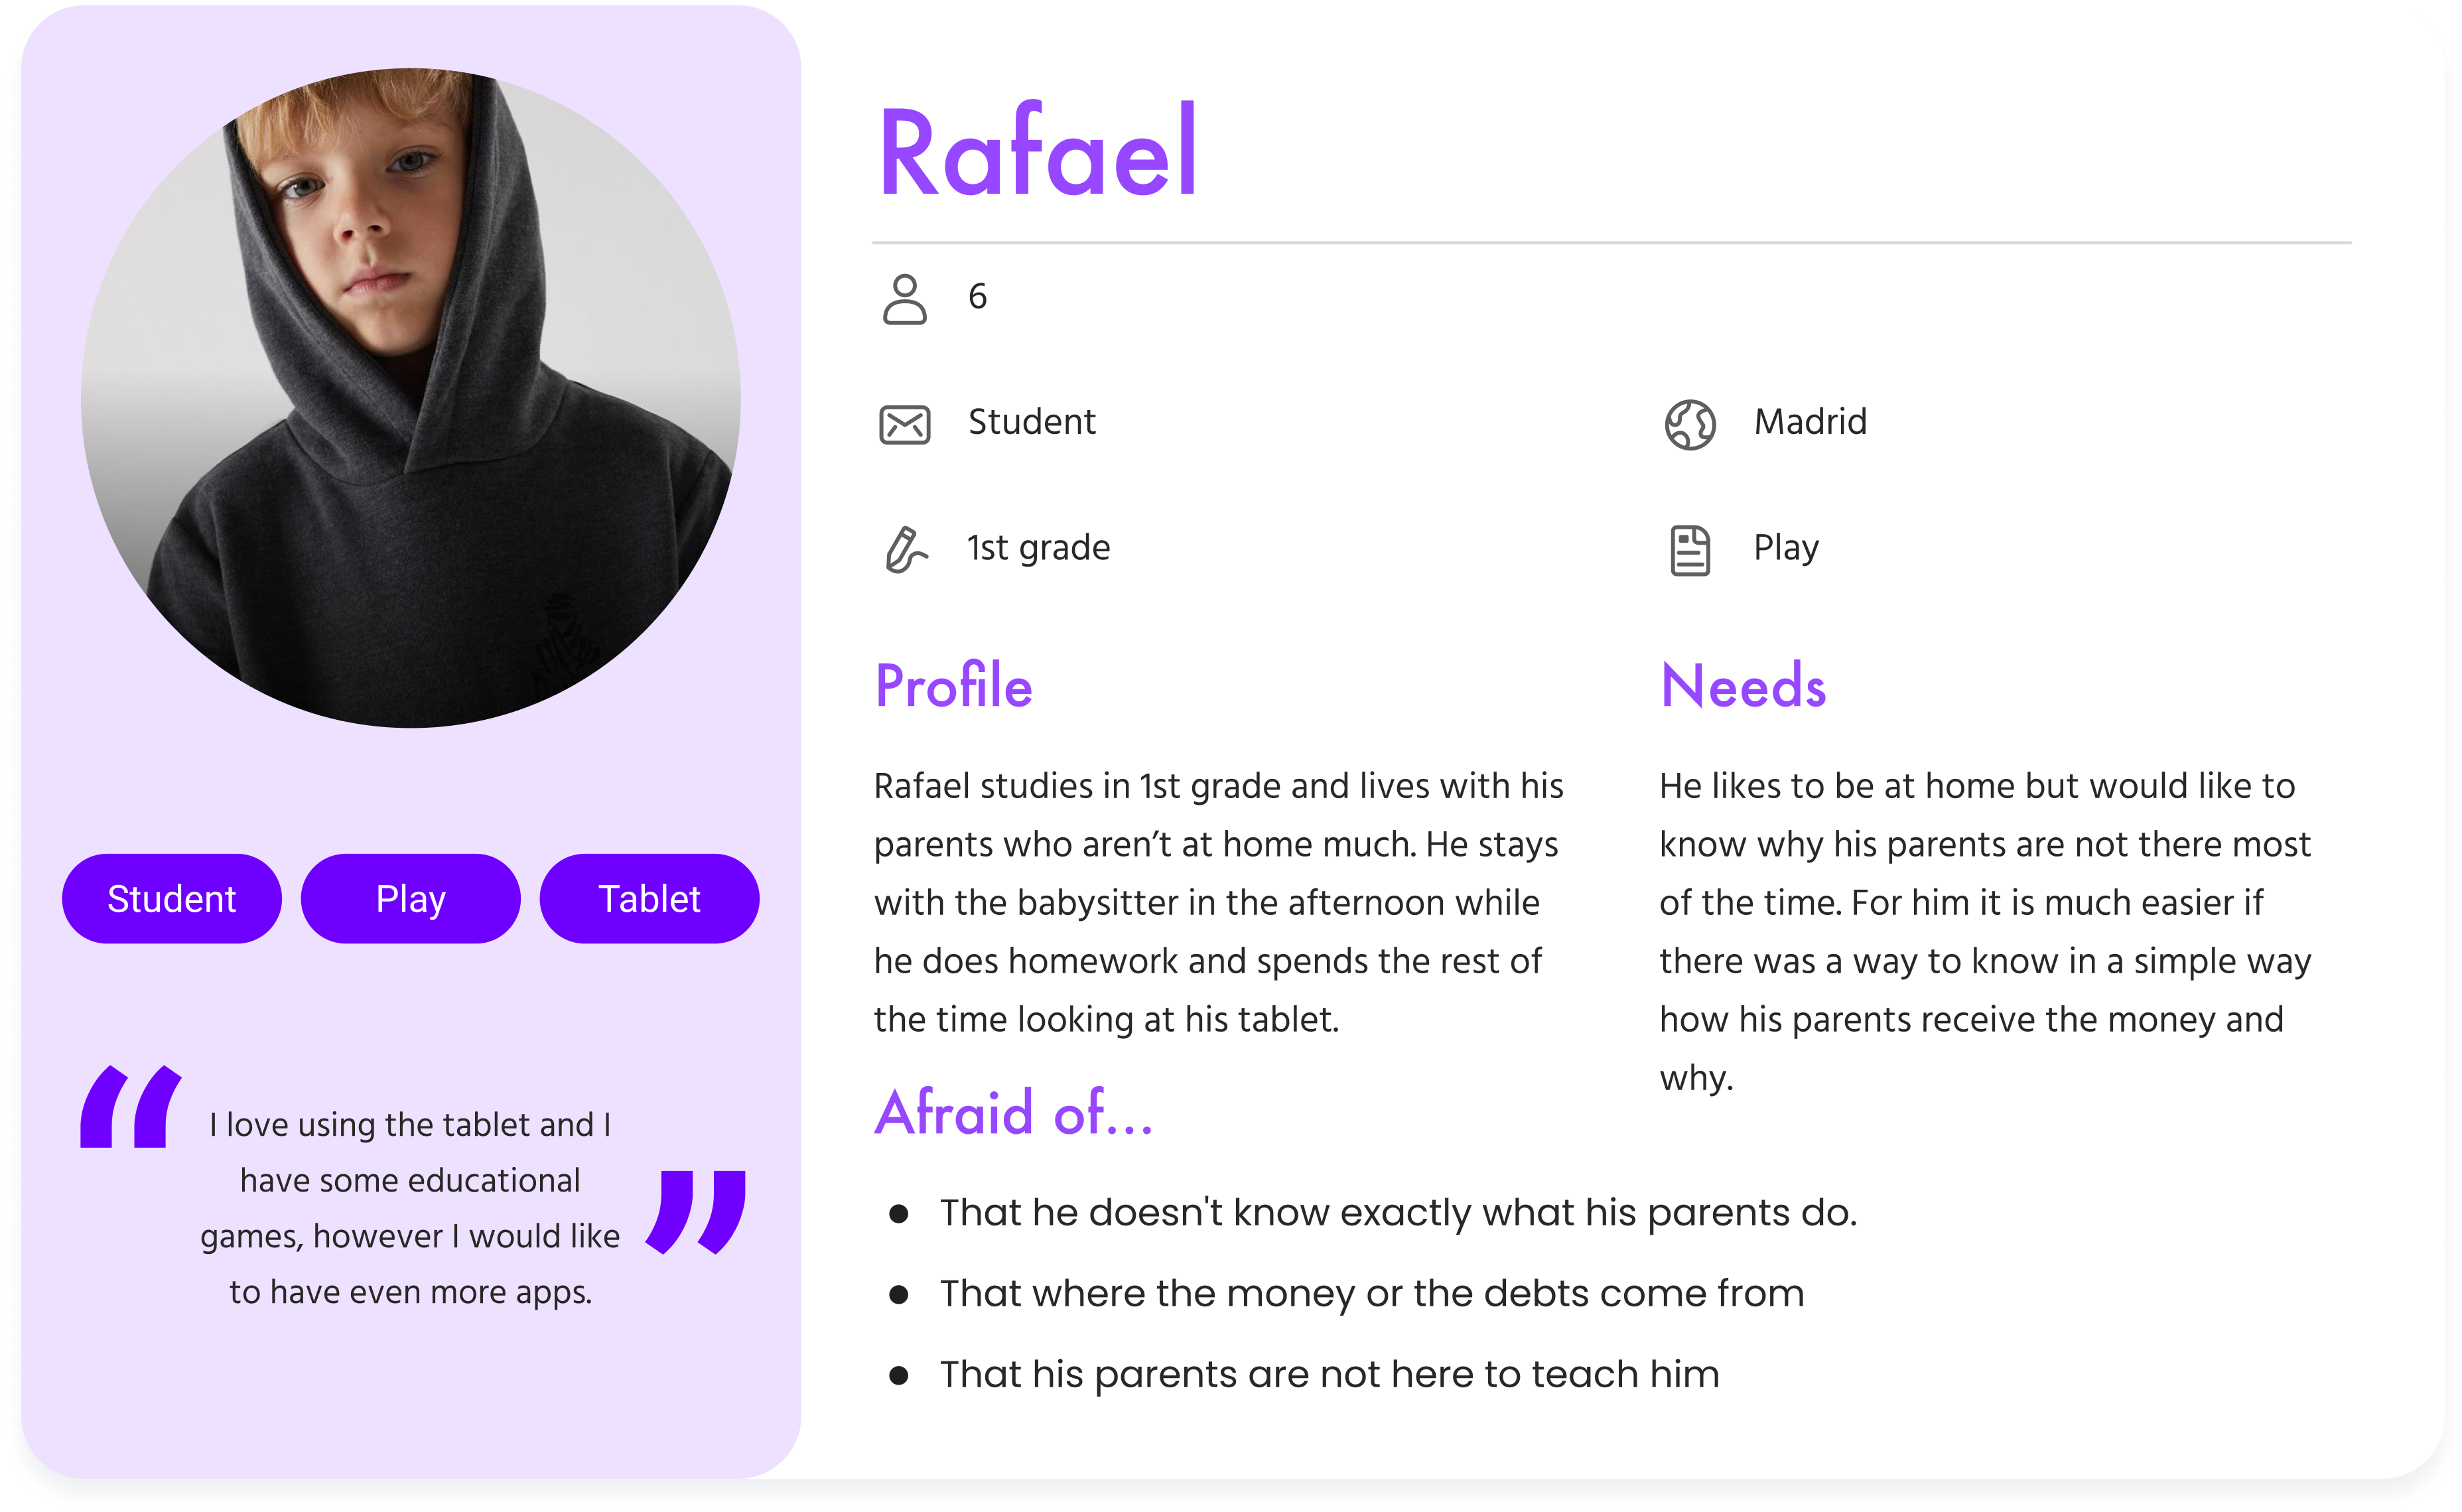 Rafael
6
Student
Madrid
1st grade
Play
Profile
Rafael studies in 1st grade and lives with his
parents who aren’t at home much. He stays
with the babysitter in the afternoon while
he does homework and spends the rest of
the time looking at his tablet.
Needs
He likes to be at home but would like to
know why his parents are not there most
of the time. For him it is much easier if
there was a way to know in a simple way
how his parents receive the money and
why.
Afraid of...
● That he doesn't know exactly what his parents do.
● That where the money or the debts come from
● That his parents are not here to teach him
Student
Play
Tablet
“
I love using the tablet and I
have some educational
games, however I would like
to have even more apps.
”